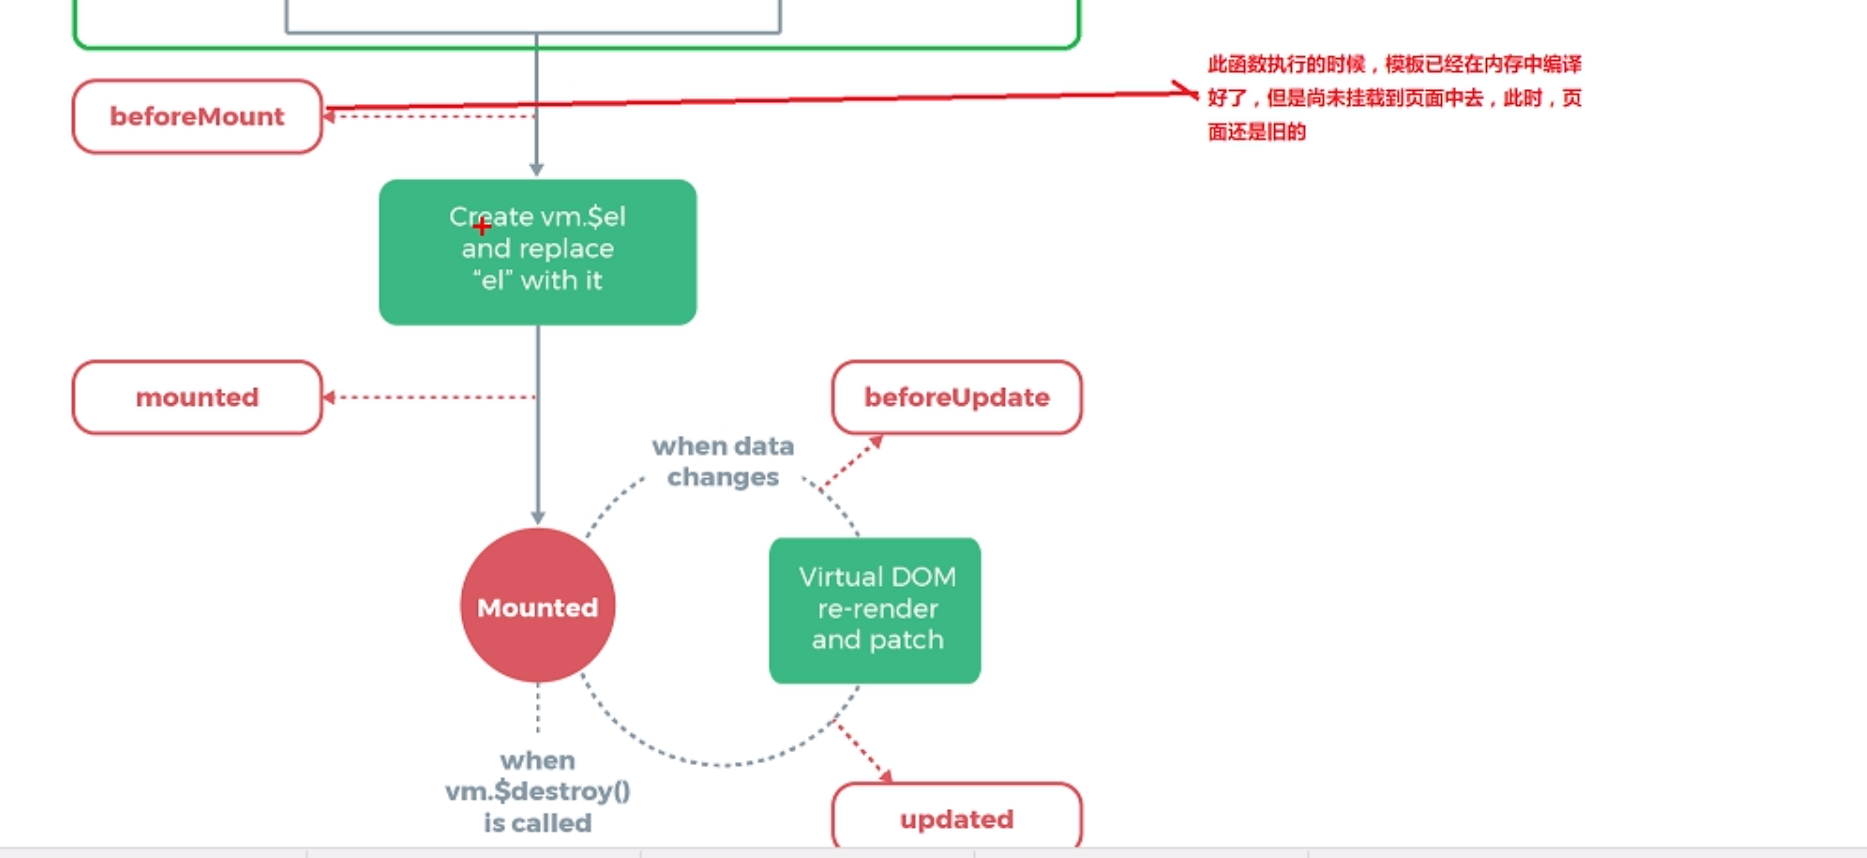 此函数执行的时候，模板已经在内存中编译
好了，但是尚未挂载到页面中去，此时，页
面还是旧的
beforeMount
Create vm.$el
and replace
“el” with it
mounted
beforeUpdate
when data
changes
Mounted
Virtual DOM
re-render
and patch
when
vm.$destroy()
is called
updated